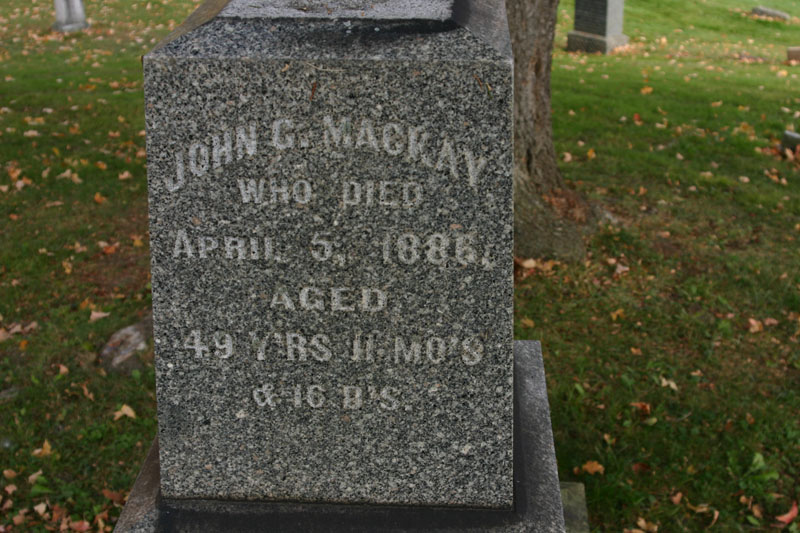 JOHN G. MACKAY
WHO DIED
APRIL 5, 1886,
AGED
49 Y'RS 11 MO'S
& 16 D'S.